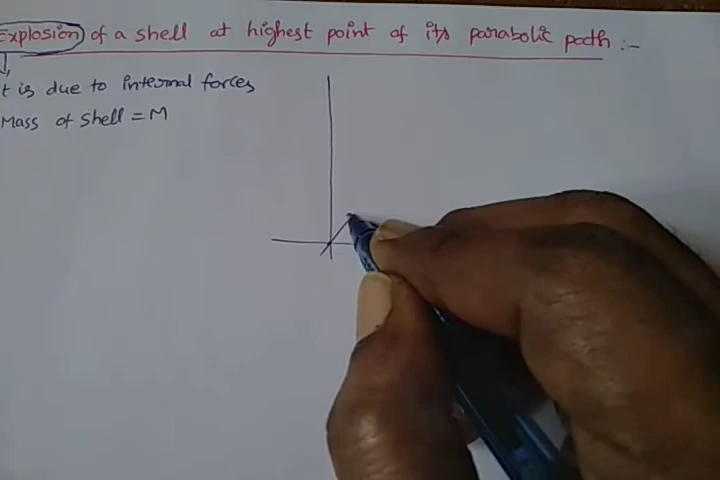 Explosion of a shell at highest point of its parabolic path :-
t is due to internal forces
Mass of shell = M